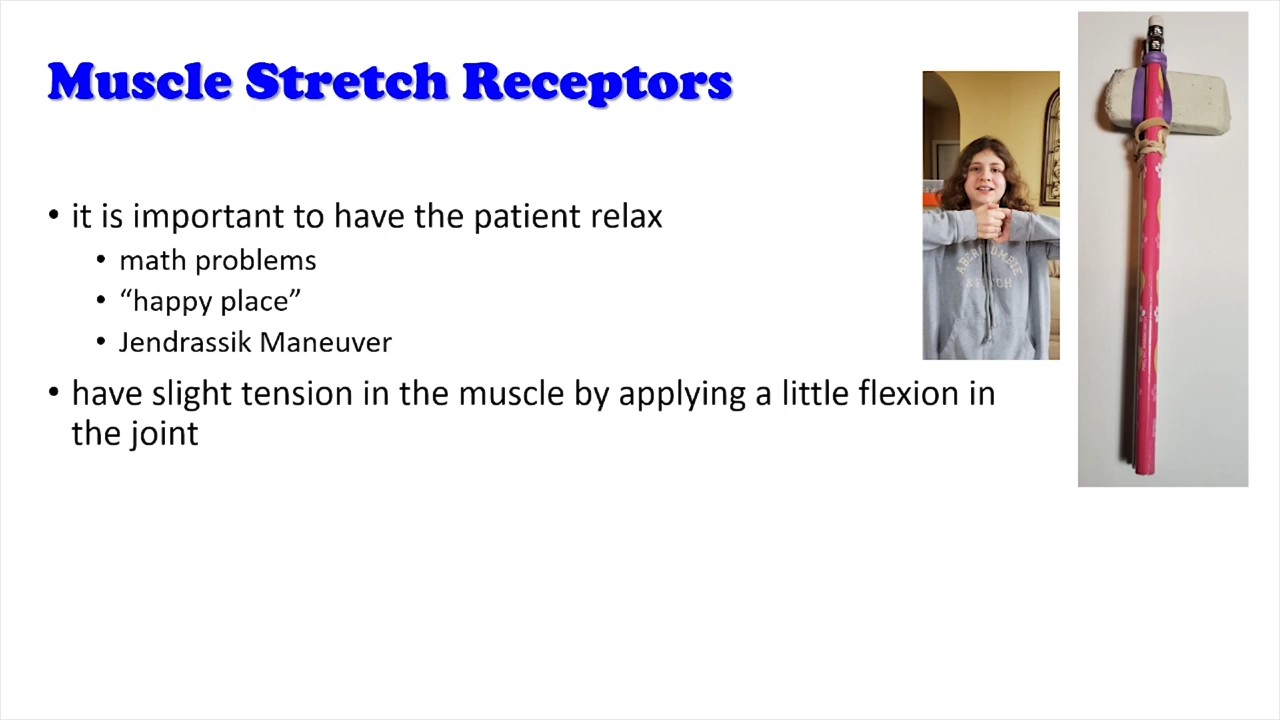 Muscle Stretch Receptors
• it is important to have the patient relax
• math problems
• “happy place”
• Jendrassik Maneuver
• have slight tension in the muscle by applying a little flexion in
the joint